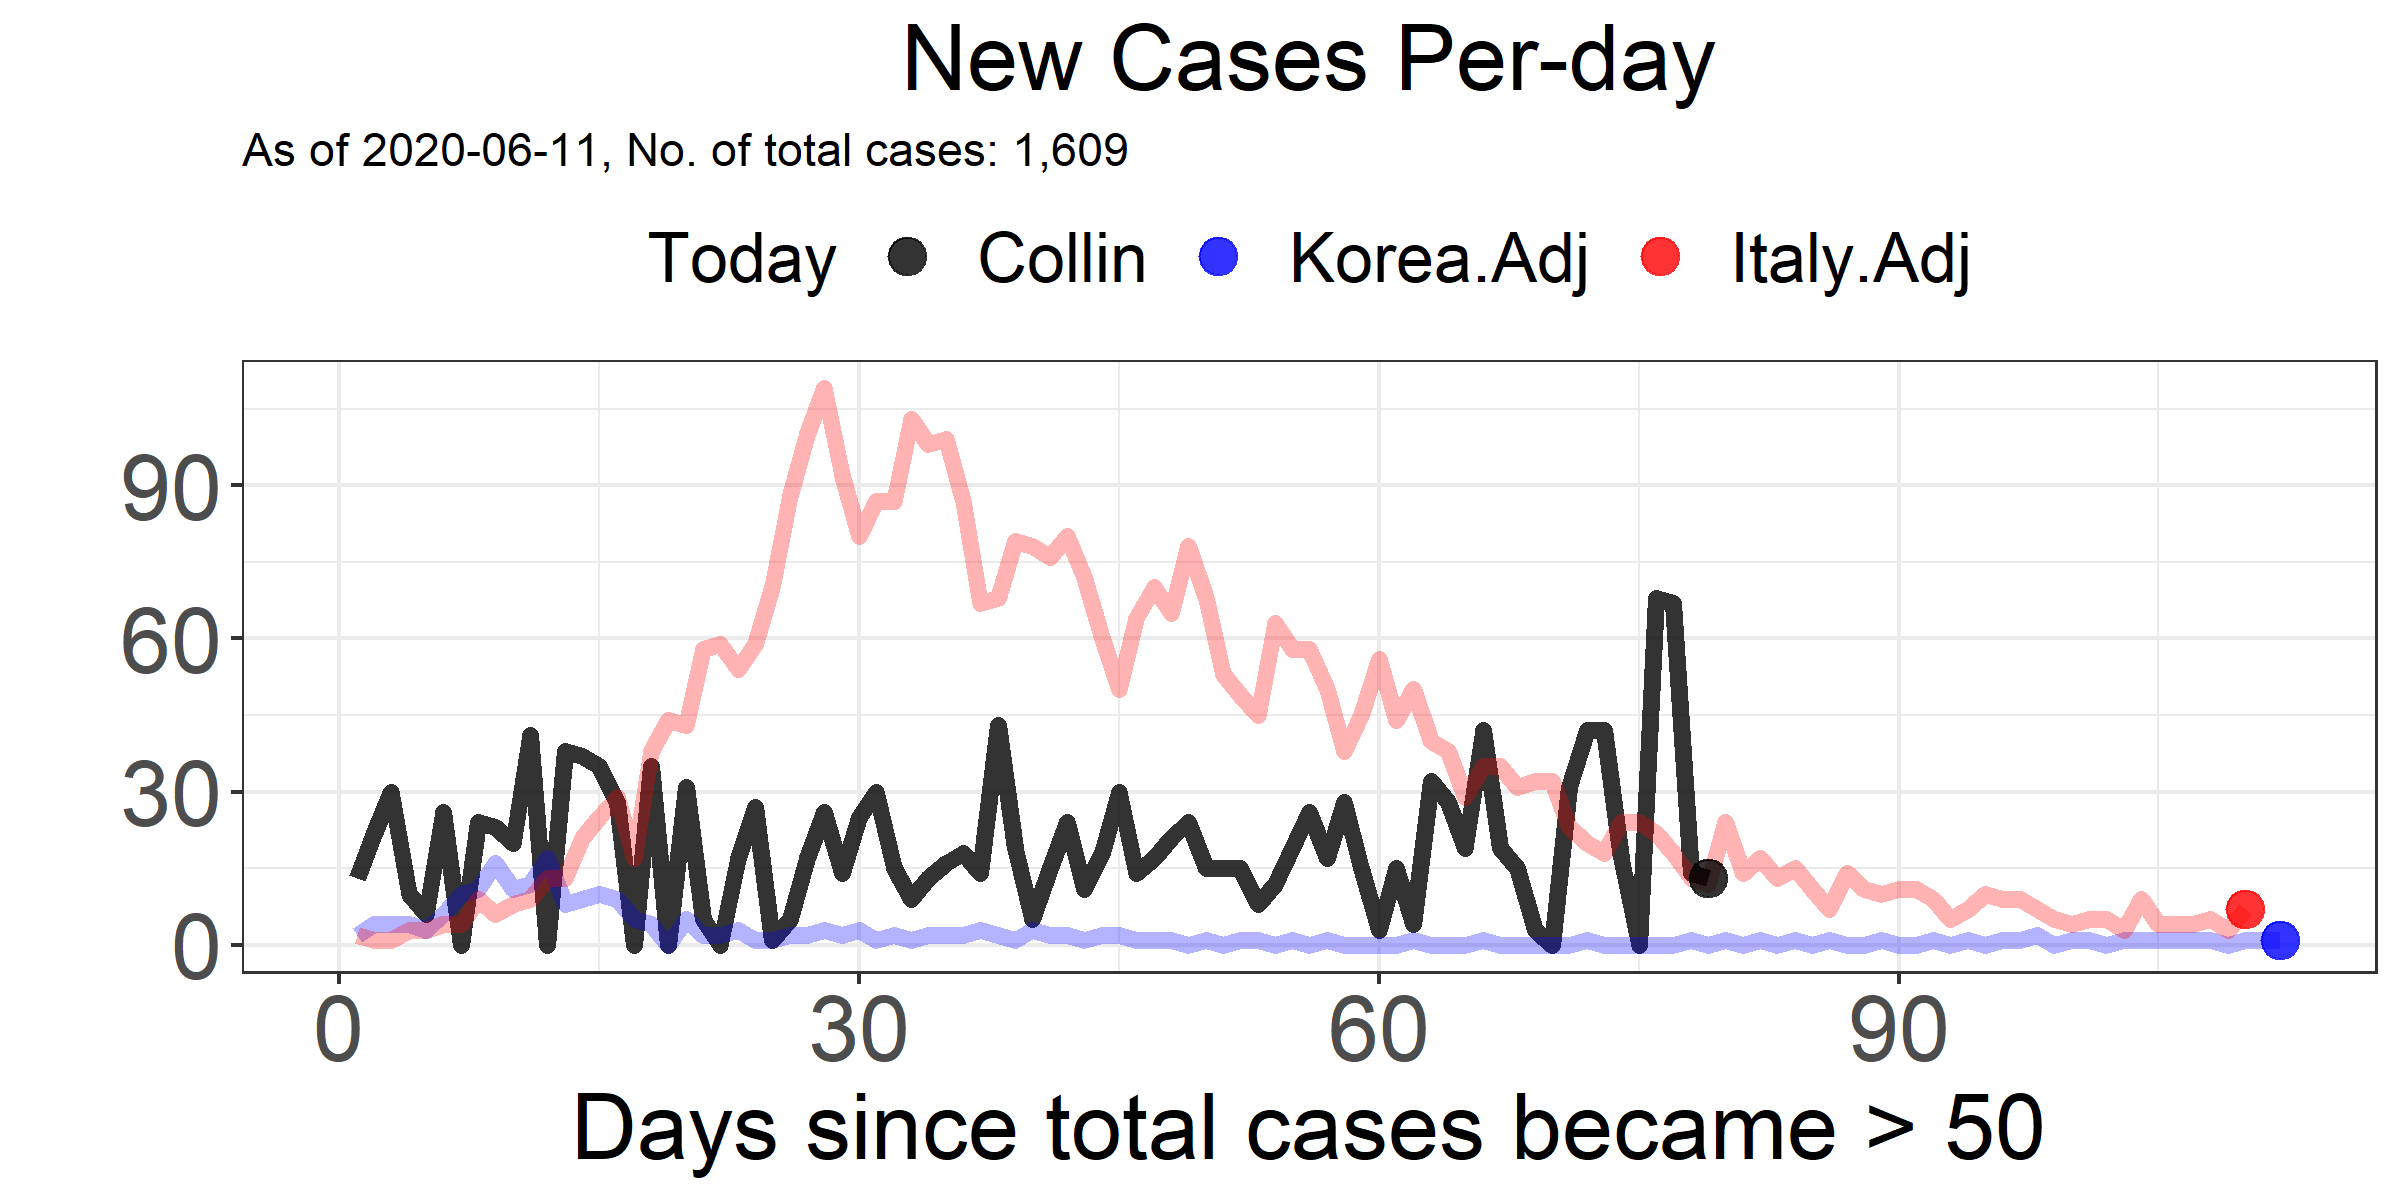 New Cases Per-day
As of 2020-06-11, No. of total cases: 1,609
Today Collin Korea.Adj Italy.Adj
90
60
30
0
0 30 60 90
Days since total cases became > 50